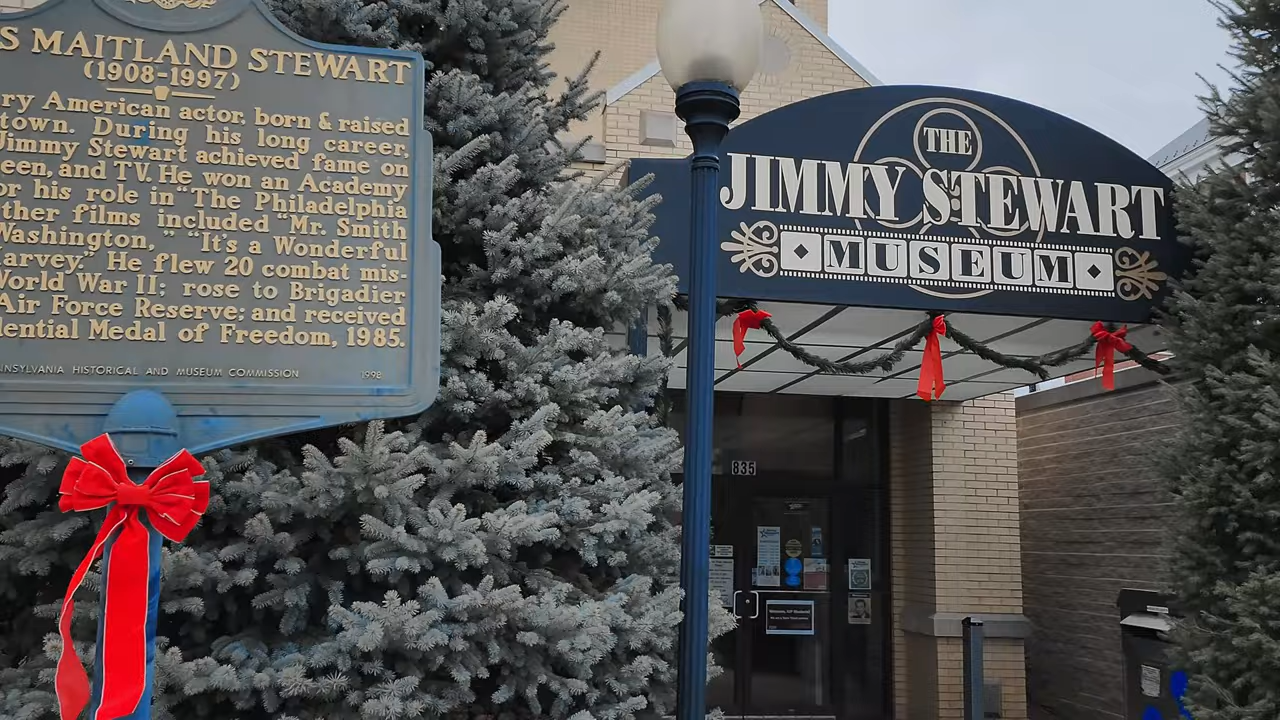 S MAITLAND STEWART
(1908-1997)
ry American actor, born & raised
town. During his long career,
Jimmy Stewart achieved fame on
een, and TV. He won an Academy
or his role in "The Philadelphia
ther films included "Mr. Smith
Washington," "It's a Wonderful
arvey." He flew 20 combat mis-
World War II; rose to Brigadier
Air Force Reserve; and received
dential Medal of Freedom, 1985.
NNSYLVANIA HISTORICAL AND MUSEUM COMMISSION 1998
THE
JIMMY STEWART
MUSEUM
835